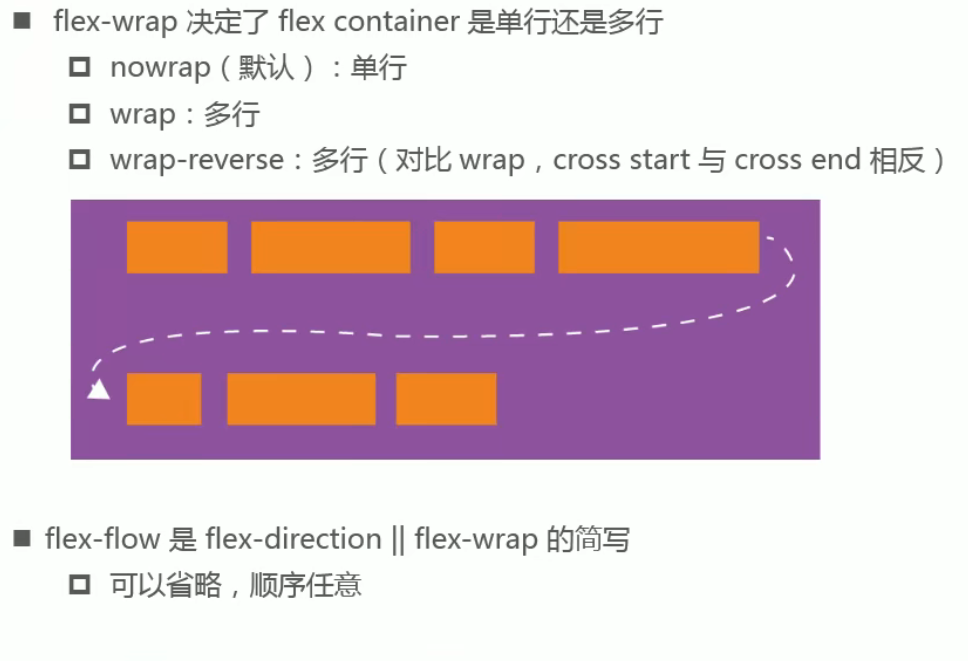 flex-wrap 决定了 flex container 是单行还是多行
nowrap（默认）：单行
wrap：多行
wrap-reverse：多行（对比 wrap，cross start 与 cross end 相反）
flex-flow 是 flex-direction || flex-wrap 的简写
可以省略，顺序任意